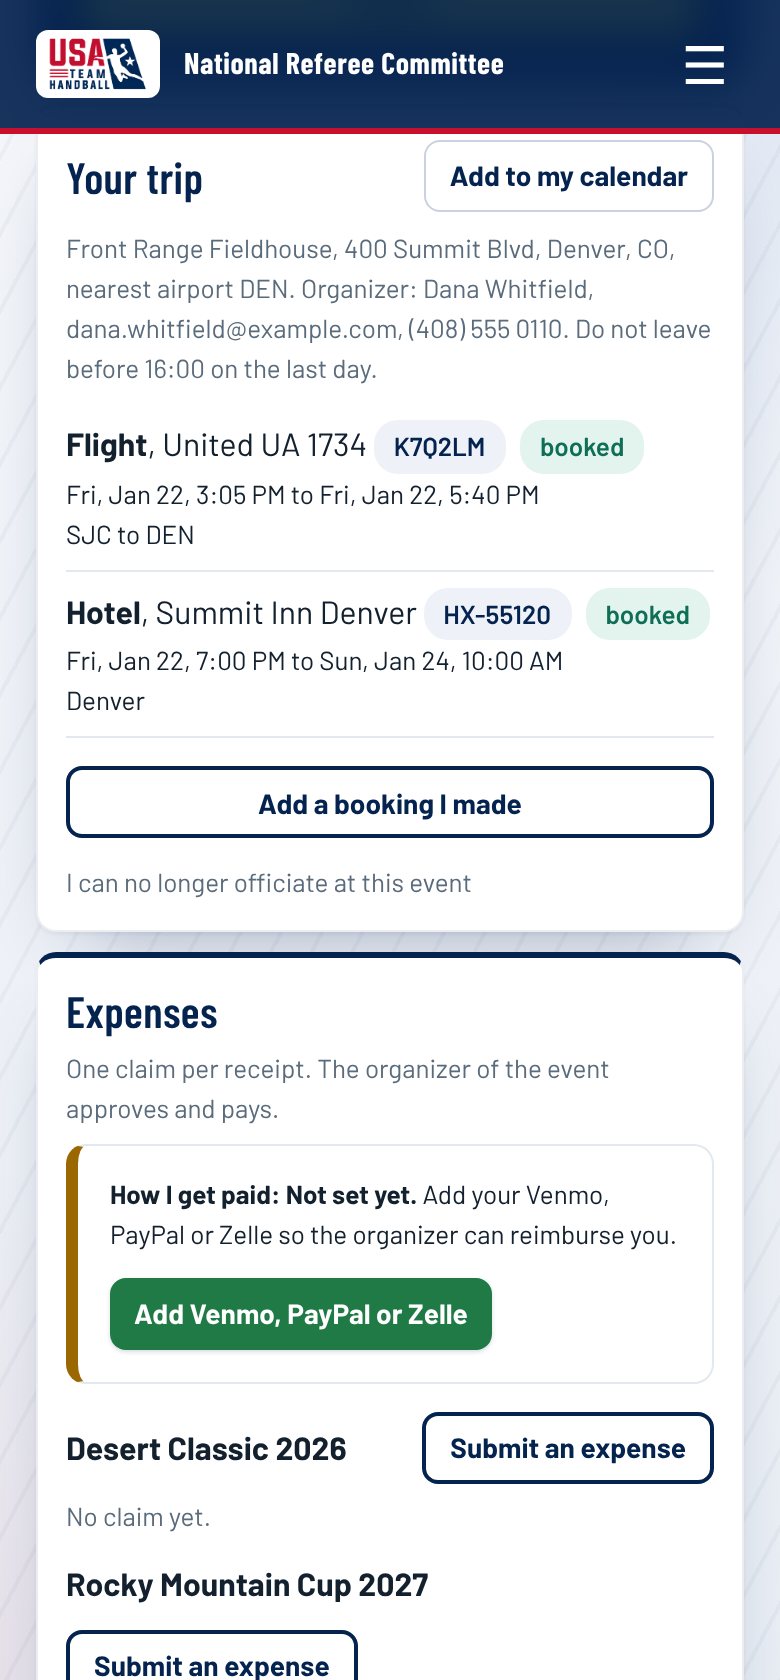 USA
TEAM
HANDBALL
National Referee Committee
Your trip
Add to my calendar
Front Range Fieldhouse, 400 Summit Blvd, Denver, CO,
nearest airport DEN. Organizer: Dana Whitfield,
dana.whitfield@example.com, (408) 555 0110. Do not leave
before 16:00 on the last day.
Flight, United UA 1734 K7Q2LM booked
Fri, Jan 22, 3:05 PM to Fri, Jan 22, 5:40 PM
SJC to DEN
Hotel, Summit Inn Denver HX-55120 booked
Fri, Jan 22, 7:00 PM to Sun, Jan 24, 10:00 AM
Denver
Add a booking I made
I can no longer officiate at this event
Expenses
One claim per receipt. The organizer of the event
approves and pays.
How I get paid: Not set yet. Add your Venmo,
PayPal or Zelle so the organizer can reimburse you.
Add Venmo, PayPal or Zelle
Desert Classic 2026
Submit an expense
No claim yet.
Rocky Mountain Cup 2027
Submit an expense